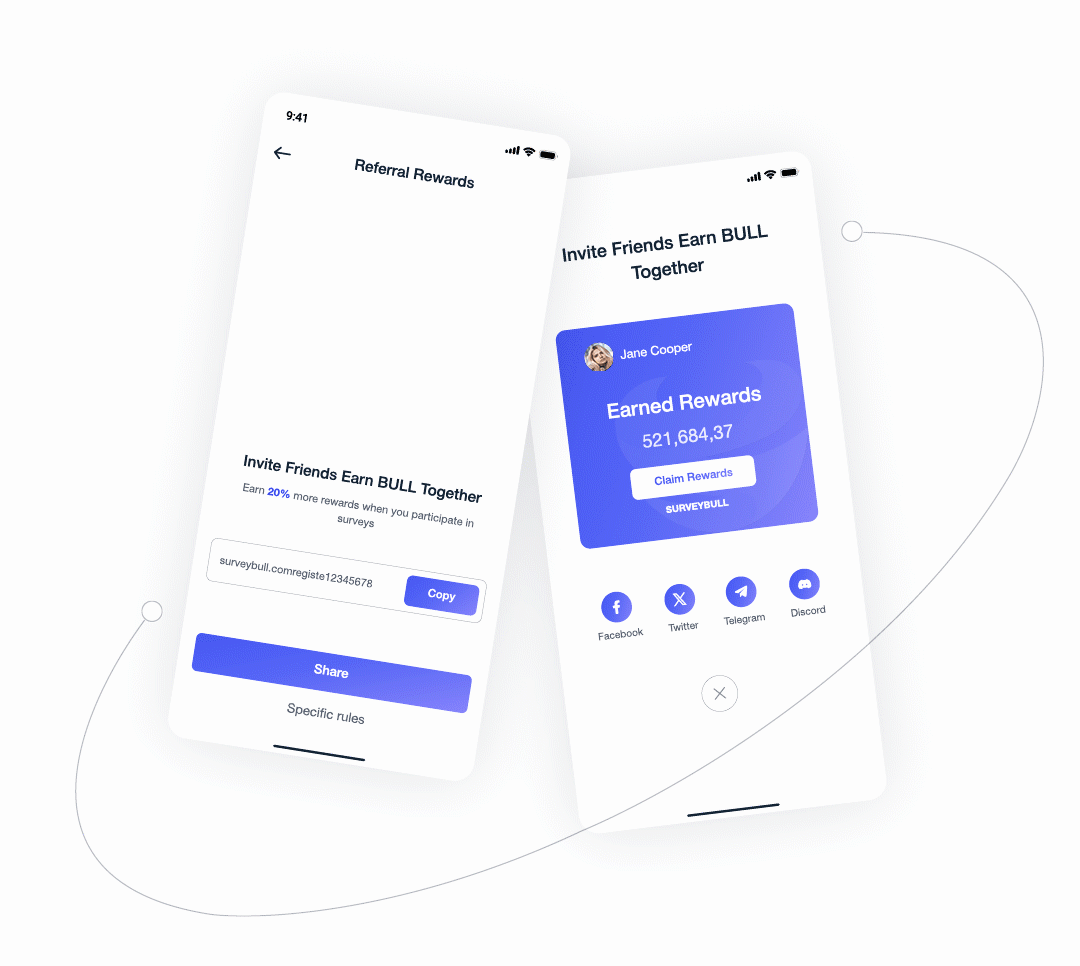 9:41
Referral Rewards
Invite Friends Earn BULL Together
Earn 20% more rewards when you participate in
surveys
surveybull.comregiste12345678
Copy
Share
Specific rules
Invite Friends Earn BULL
Together
Jane Cooper
Earned Rewards
521,684,37
Claim Rewards
SURVEYBULL
Facebook
Twitter
Telegram
Discord